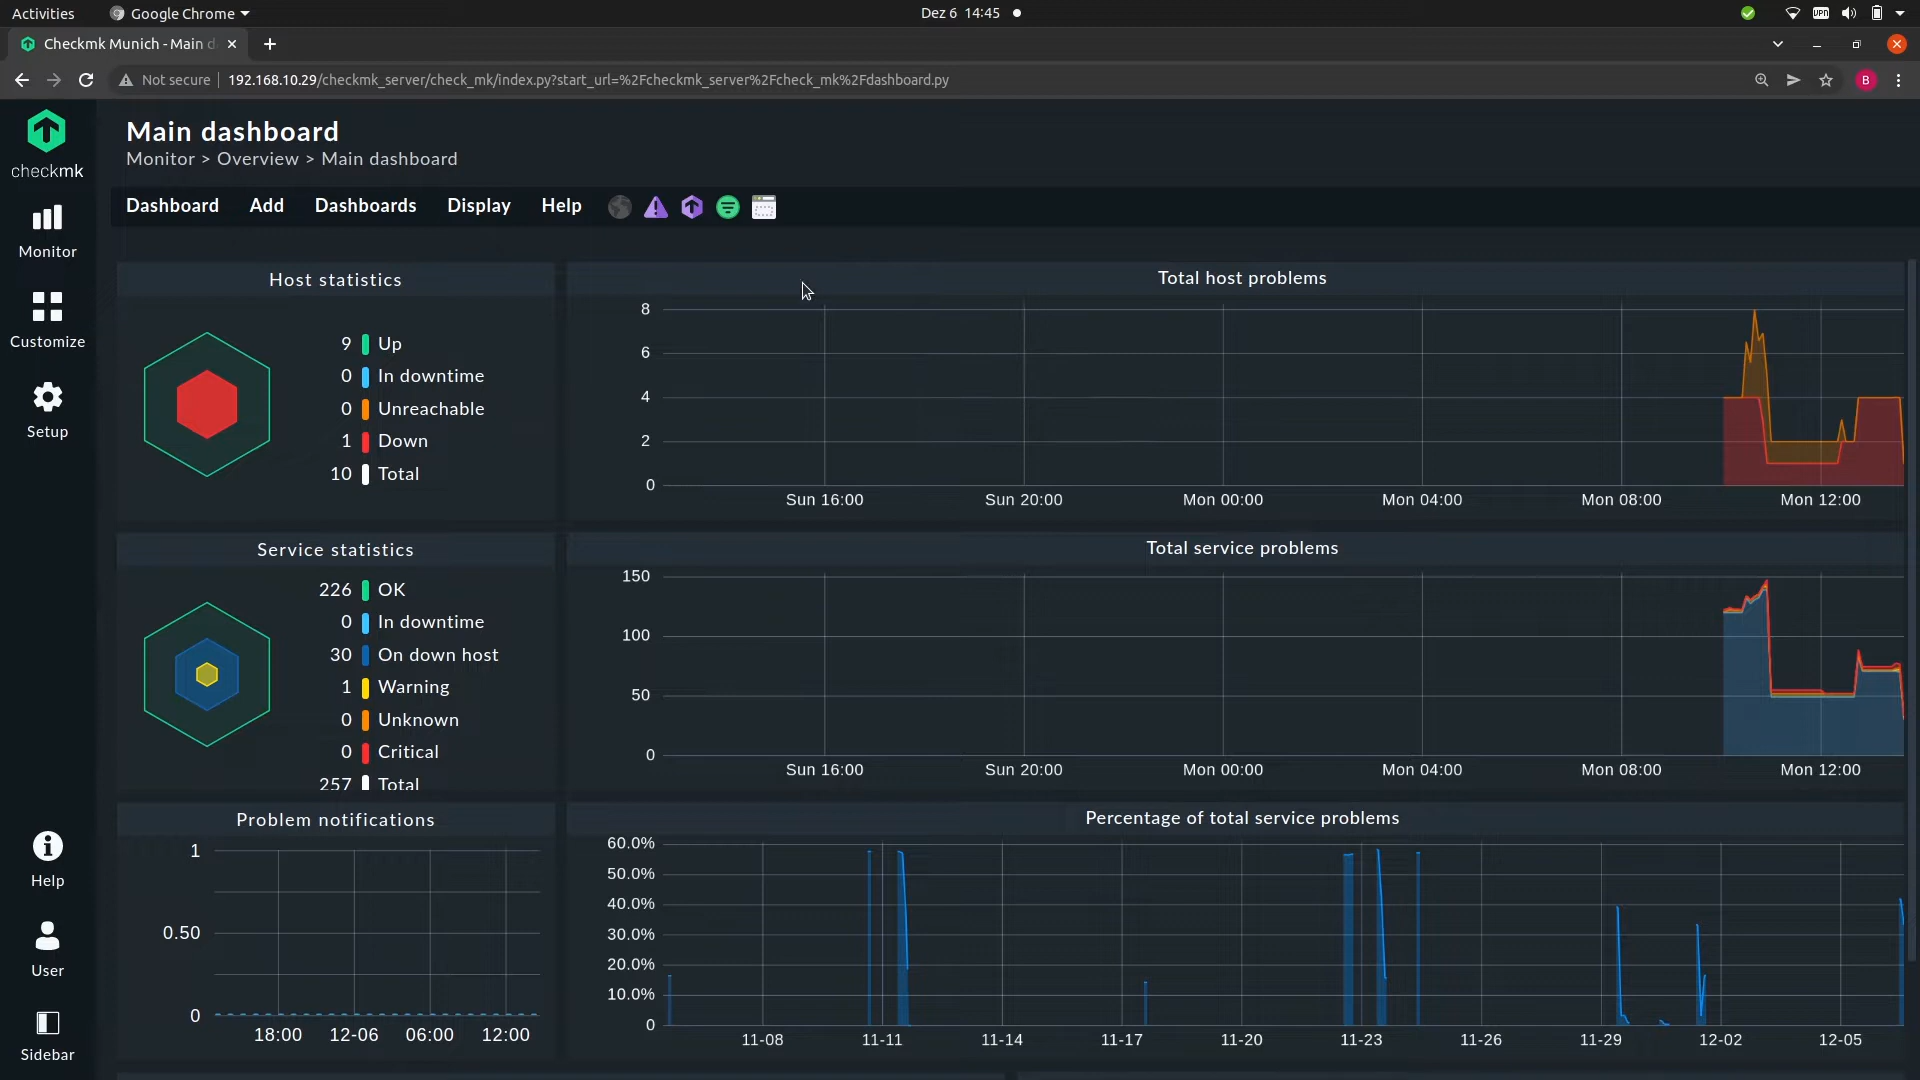 Activities
Google Chrome
Dez 6 14:45
VPN
Checkmk Munich - Main d
Not secure
192.168.10.29/checkmk_server/check_mk/index.py?start_url=%2Fcheckmk_server%2Fcheck_mk%2Fdashboard.py
B
checkmk
Main dashboard
Monitor > Overview > Main dashboard
Dashboard Add Dashboards Display Help
Monitor
Customize
Setup
Help
User
Sidebar
Host statistics
9 Up
0 In downtime
0 Unreachable
1 Down
10 Total
Total host problems
8
6
4
2
0
Sun 16:00 Sun 20:00 Mon 00:00 Mon 04:00 Mon 08:00 Mon 12:00
Service statistics
226 OK
0 In downtime
30 On down host
1 Warning
0 Unknown
0 Critical
257 Total
Total service problems
150
100
50
0
Sun 16:00 Sun 20:00 Mon 00:00 Mon 04:00 Mon 08:00 Mon 12:00
Problem notifications
1
0.50
0
18:00 12-06 06:00 12:00
Percentage of total service problems
60.0%
50.0%
40.0%
30.0%
20.0%
10.0%
0
11-08 11-11 11-14 11-17 11-20 11-23 11-26 11-29 12-02 12-05